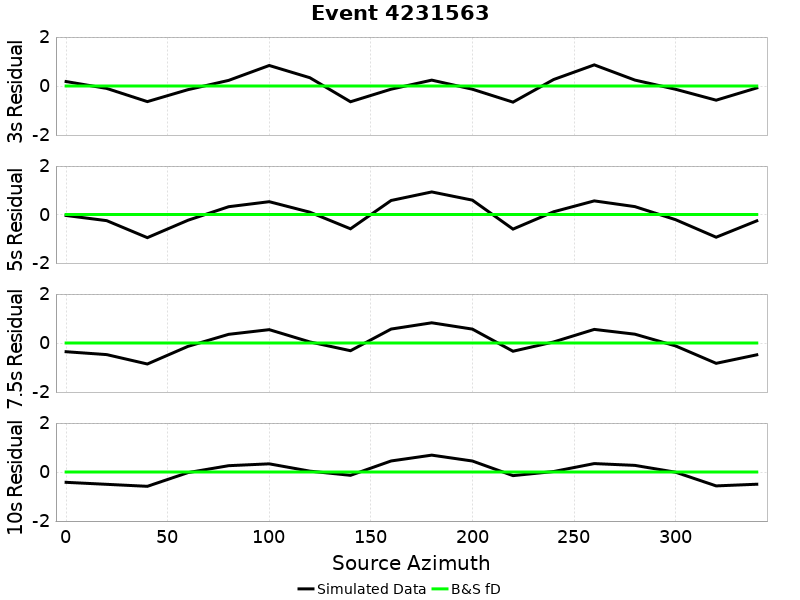 Event 4231563
3s Residual
2
0
-2
5s Residual
2
0
-2
7.5s Residual
2
0
-2
10s Residual
2
0
-2
0 50 100 150 200 250 300
Source Azimuth
Simulated Data B&S fD